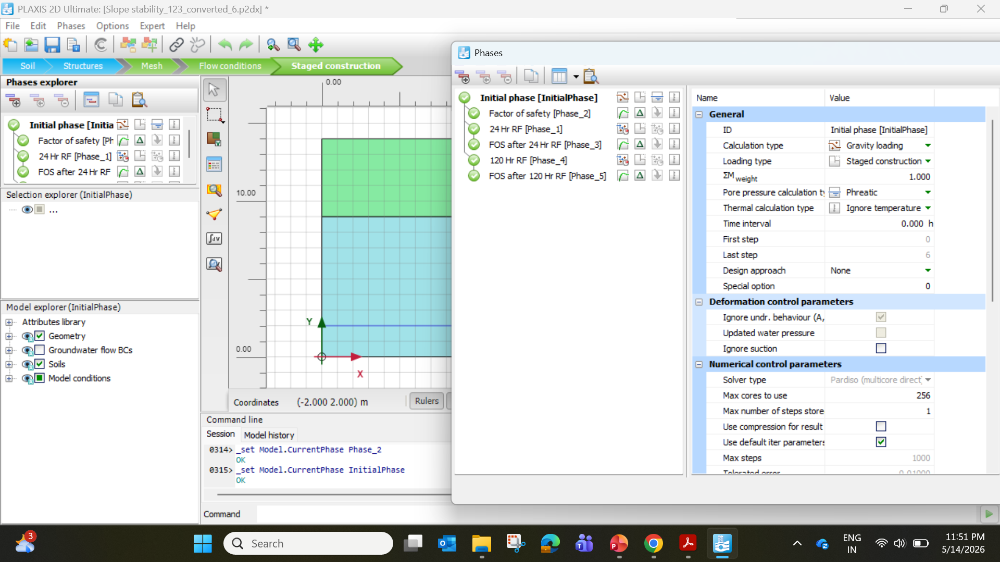 PLAXIS 2D Ultimate: [Slope stability_123_converted_6.p2dx] *
File Edit Phases Options Expert Help
Soil Structures Mesh Flow conditions Staged construction
Phases explorer
Initial phase [Initia
Factor of safety [Ph
24 Hr RF [Phase_1]
FOS after 24 Hr RF
Selection explorer (InitialPhase)
...
Model explorer (InitialPhase)
Attributes library
Geometry
Groundwater flow BCs
Soils
Model conditions
0.00
10.00
0.00
Y
X
Coordinates (-2.000 2.000) m Rulers
Command line
Session Model history
0314> _set Model.CurrentPhase Phase_2
OK
0315> _set Model.CurrentPhase InitialPhase
OK
Command
Phases
Initial phase [InitialPhase]
Factor of safety [Phase_2]
24 Hr RF [Phase_1]
FOS after 24 Hr RF [Phase_3]
120 Hr RF [Phase_4]
FOS after 120 Hr RF [Phase_5]
Name Value
General
ID Initial phase [InitialPhase]
Calculation type Gravity loading
Loading type Staged construction
ΣM weight 1.000
Pore pressure calculation ty Phreatic
Thermal calculation type Ignore temperature
Time interval 0.000 h
First step 0
Last step 6
Design approach None
Special option 0
Deformation control parameters
Ignore undr. behaviour (A,
Updated water pressure
Ignore suction
Numerical control parameters
Solver type Pardiso (multicore direct)
Max cores to use 256
Max number of steps store 1
Use compression for result
Use default iter parameters
Max steps 1000
Tolerated error 0.01000
3
Search
ENG
IN
11:51 PM
5/14/2026